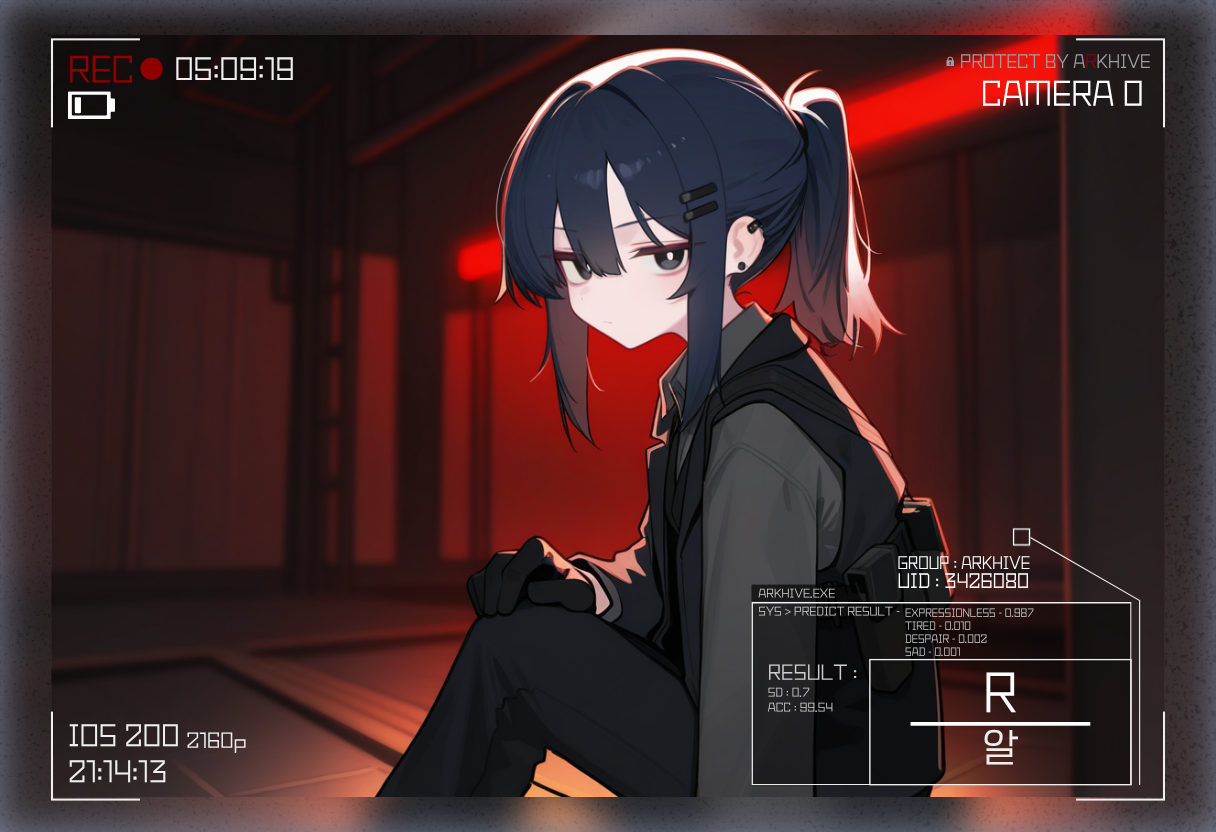 REC 05:09:19
PROTECT BY ARKHIVE
CAMERA 0
GROUP : ARKHIVE
UID : 3426080
ARKHIVE.EXE
SYS > PREDICT RESULT - EXPRESSIONLESS - 0.987
TIRED - 0.010
DESPAIR - 0.002
SAD - 0.001
RESULT :
SD : 0.7
ACC : 99.54
R
알
IOS 200 2160p
21:14:13